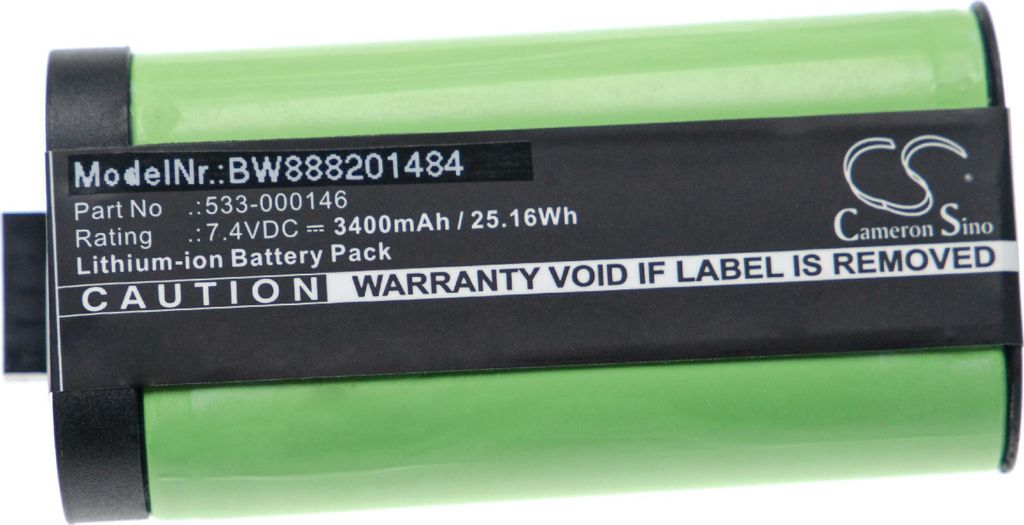 ModelNr.:BW888201484
Part No .:533-000146
Rating .:7.4VDC ⎓ 3400mAh / 25.16Wh
Lithium-ion Battery Pack
CS
Cameron Sino
CAUTION WARRANTY VOID IF LABEL IS REMOVED